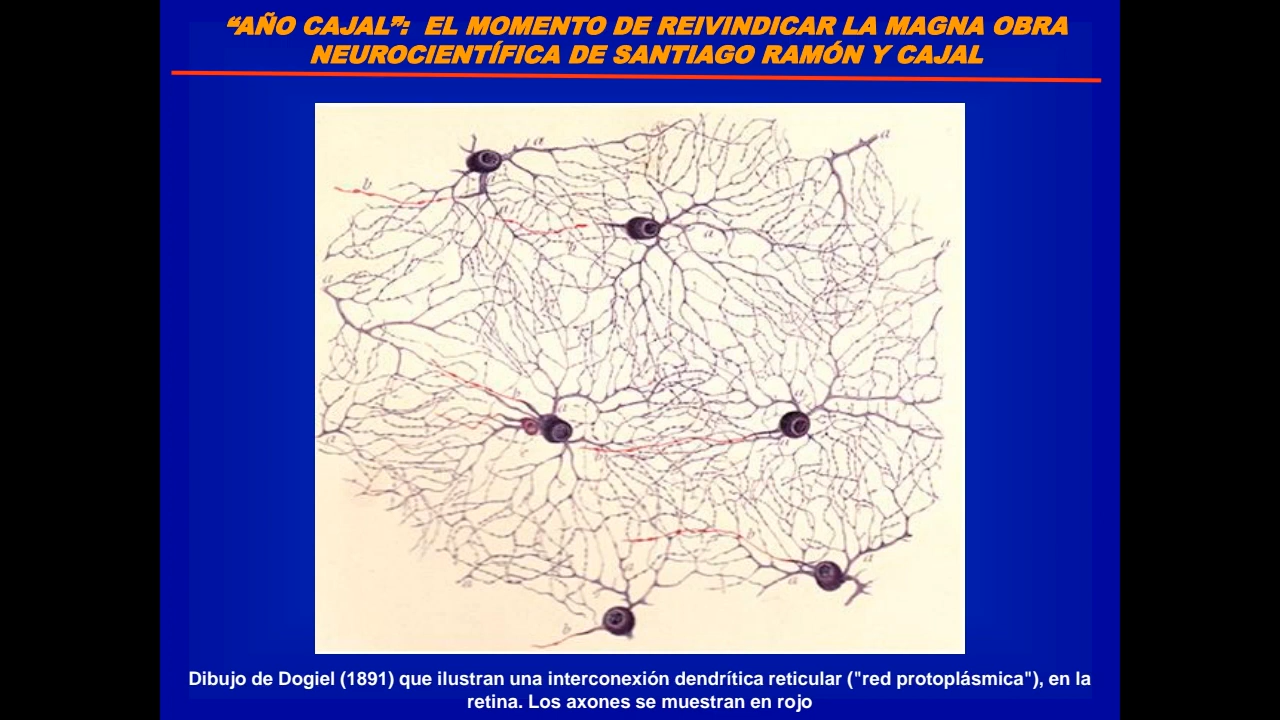 “AÑO CAJAL”: EL MOMENTO DE REIVINDICAR LA MAGNA OBRA
NEUROCIENTÍFICA DE SANTIAGO RAMÓN Y CAJAL
a
a
b
a
a
a
a
b
a
a
a
a
c
b
b
a
a
a
b
Dibujo de Dogiel (1891) que ilustran una interconexión dendrítica reticular ("red protoplásmica"), en la
retina. Los axones se muestran en rojo